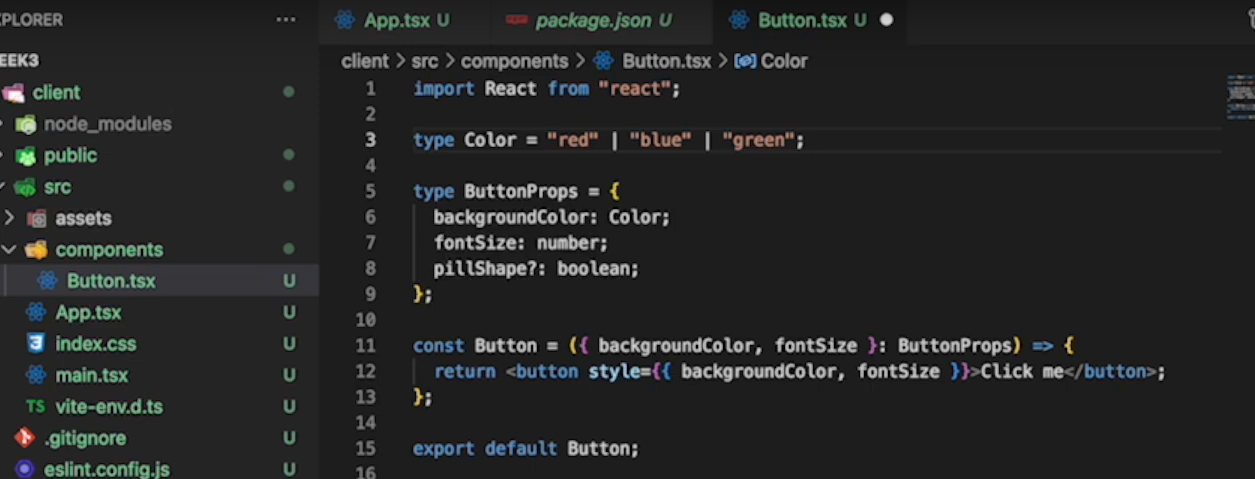 EXPLORER ...
App.tsx U package.json U Button.tsx U
EEK3
client > src > components > Button.tsx > Color
client
node_modules
public
src
assets
components
Button.tsx U
App.tsx U
index.css U
main.tsx U
TS vite-env.d.ts U
.gitignore U
eslint.config.js U
1 import React from "react";
2
3 type Color = "red" | "blue" | "green";
4
5 type ButtonProps = {
6 backgroundColor: Color;
7 fontSize: number;
8 pillShape?: boolean;
9 };
10
11 const Button = ({ backgroundColor, fontSize }: ButtonProps) => {
12 return <button style={{ backgroundColor, fontSize }}>Click me</button>;
13 };
14
15 export default Button;
16